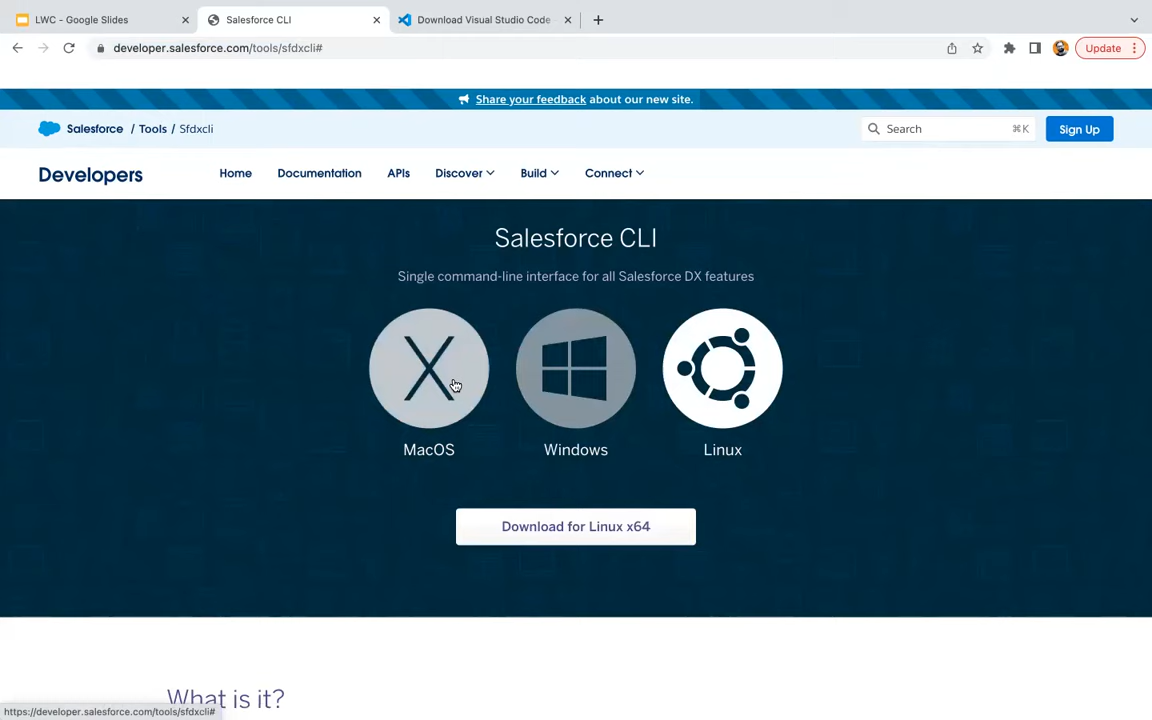 LWC - Google Slides
Salesforce CLI
Download Visual Studio Code
developer.salesforce.com/tools/sfdxcli#
Update
Share your feedback about our new site.
Salesforce / Tools / Sfdxcli
Search ⌘K
Sign Up
Developers
Home
Documentation
APIs
Discover
Build
Connect
Salesforce CLI
Single command-line interface for all Salesforce DX features
X
MacOS
Windows
Linux
Download for Linux x64
What is it?
https://developer.salesforce.com/tools/sfdxcli#